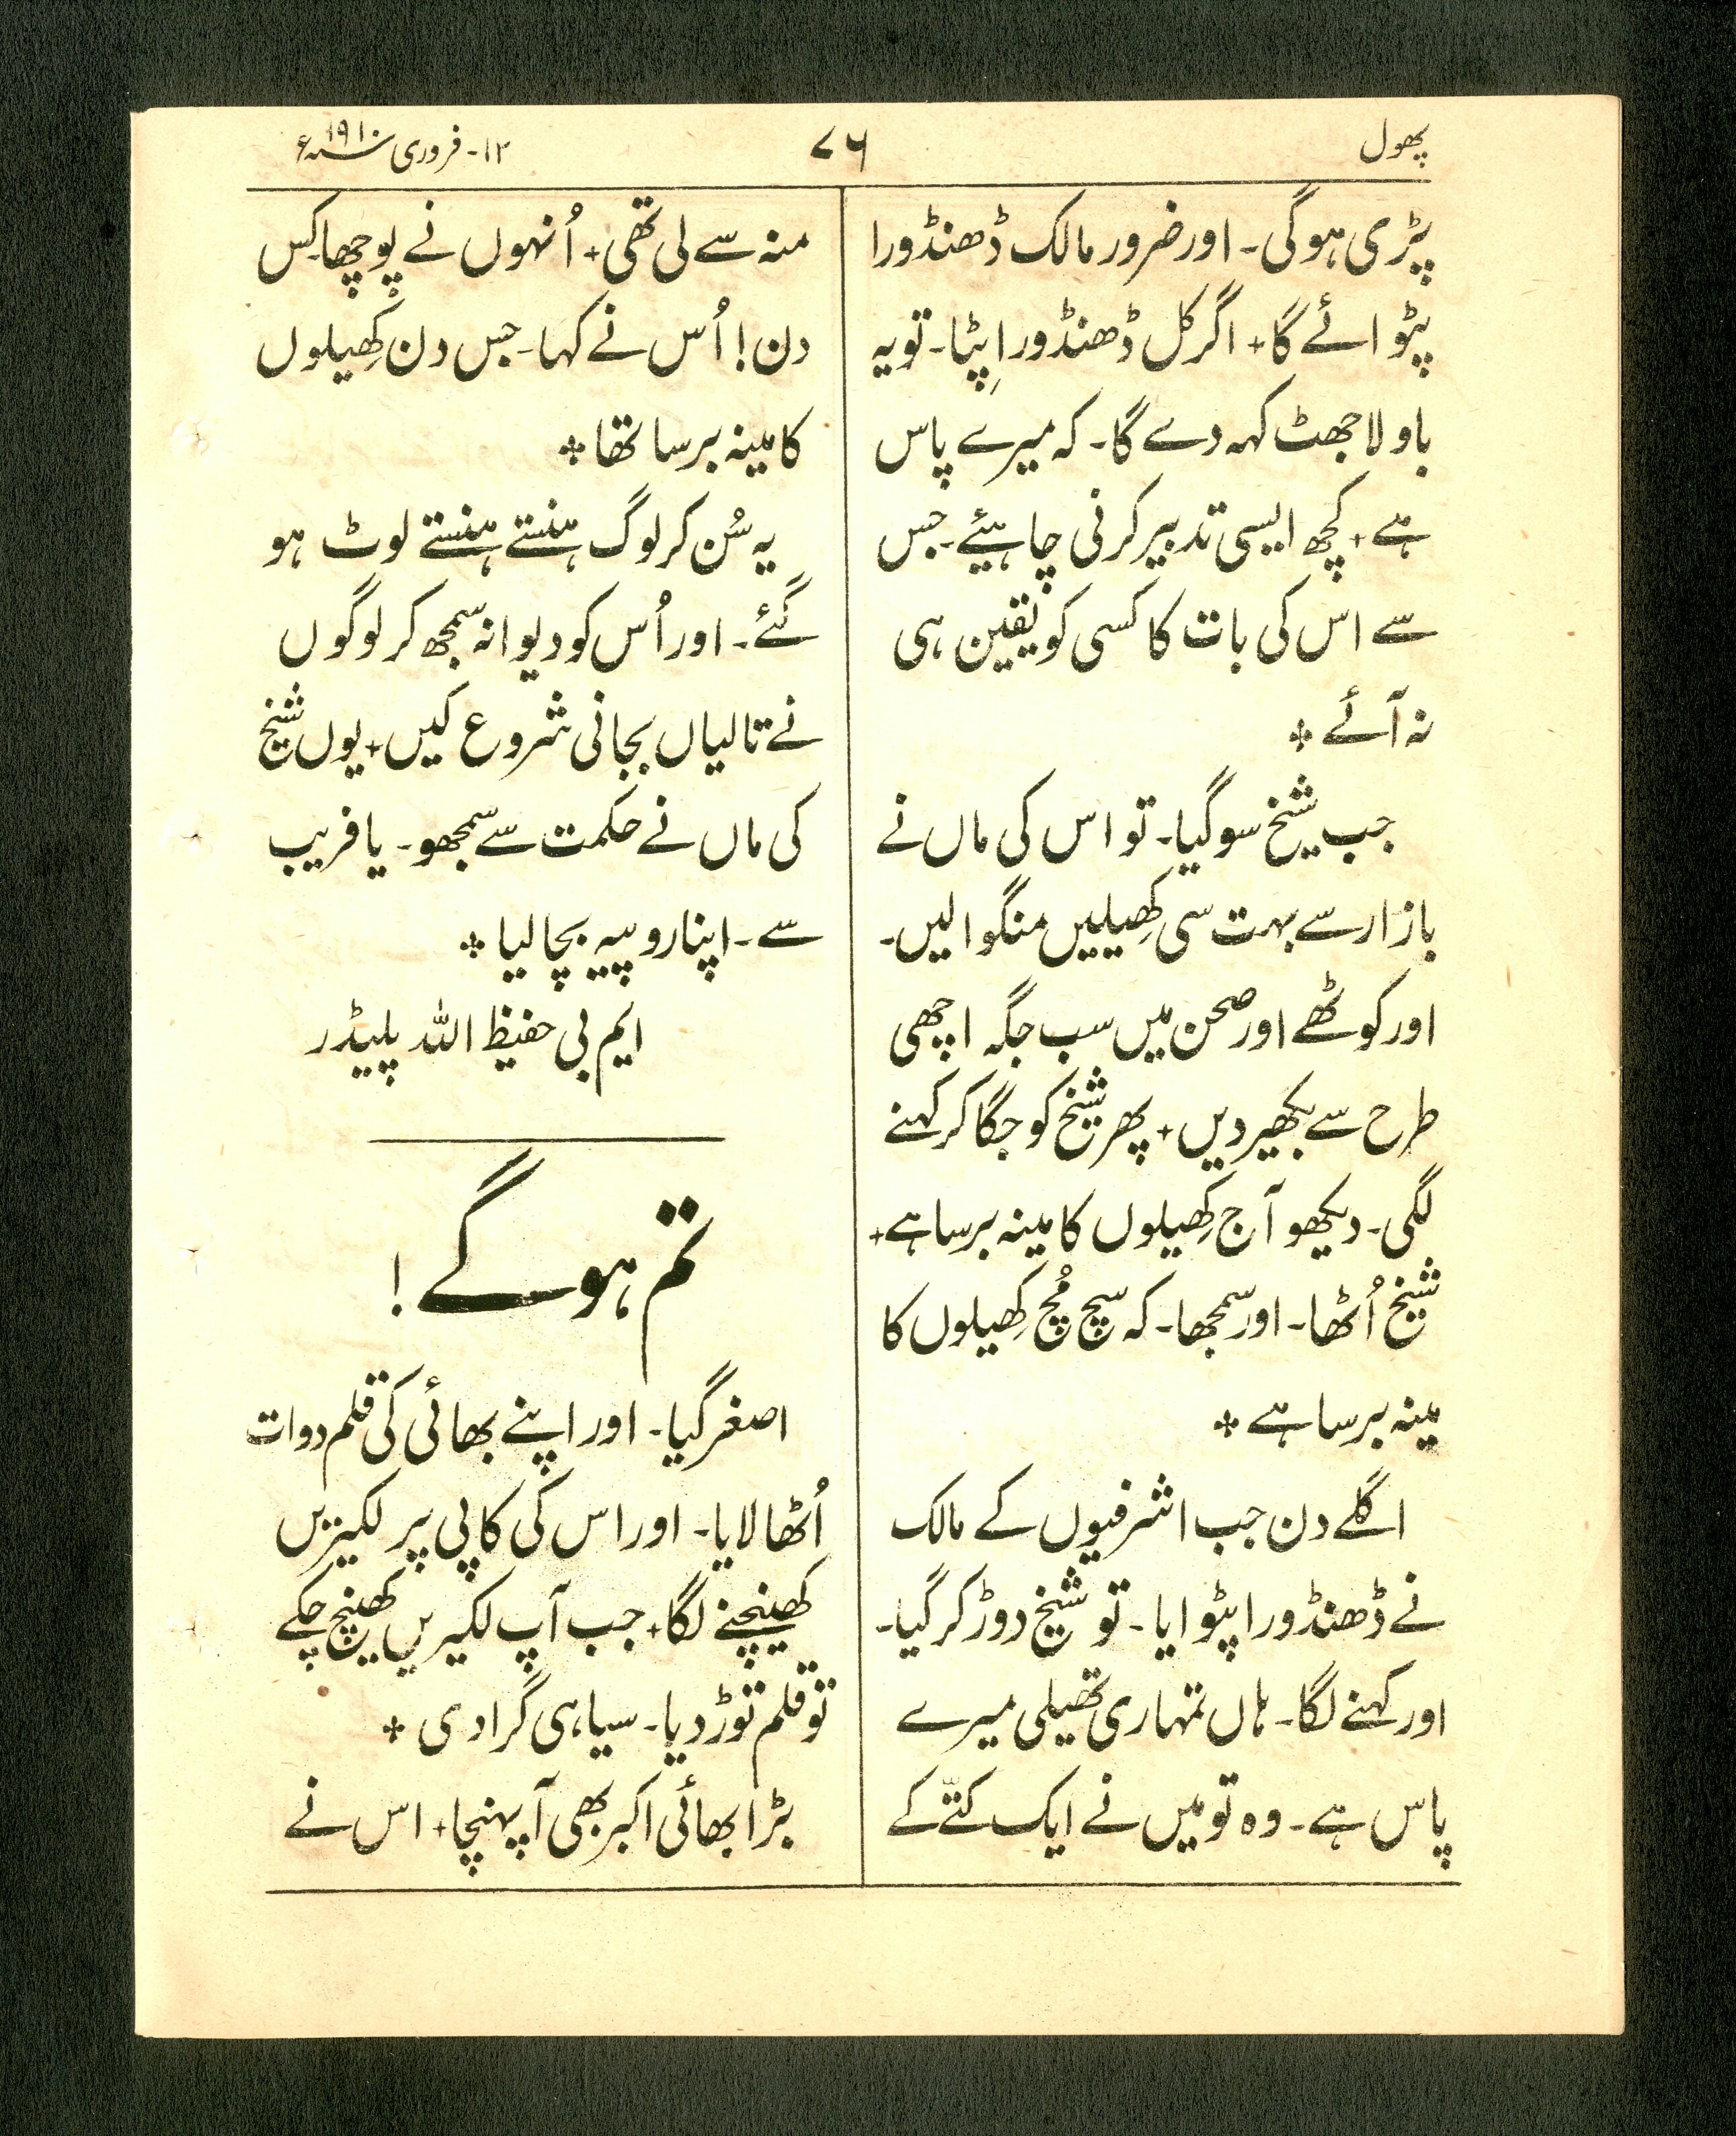 پھول
۷۶
۱۲- فروری ۱۹۱۰ء
پڑی ہوگی۔ اور ضرور مالک ڈھنڈورا
پٹوائے گا+ اگر کل ڈھنڈورا پِٹا۔ تو یہ
باولا جھٹ کہہ دے گا۔ کہ میرے پاس
ہے+ کچھ ایسی تدبیر کرنی چاہیئے۔ جس
سے اس کی بات کا کسی کو یقین ہی
نہ آئے ⁘
جب شیخ سو گیا۔ تو اس کی ماں نے
بازار سے بہت سی کِھیلیں منگوالیں۔
اور کوٹھے اور صحن میں سب جگہ اچھی
طرح سے بکھیر دیں+ پھر شیخ کو جگا کر کہنے
لگی۔ دیکھو آج کِھیلوں کا مینہ برسا ہے+
شیخ اُٹھا۔ اور سمجھا۔ کہ سچ مُچ کِھیلوں کا
مینہ برسا ہے ⁘
اگلے دن جب اشرفیوں کے مالک
نے ڈھنڈورا پٹوایا۔ تو شیخ دوڑ کر گیا۔
اور کہنے لگا۔ ہاں تمہاری تھیلی میرے
پاس ہے۔ وہ تو میں نے ایک کتّے کے
منہ سے لی تھی+ اُنہوں نے پوچھا۔ کس
دن! اُس نے کہا۔ جس دن کِھیلوں
کا مینہ برسا تھا ⁘
یہ سُن کر لوگ ہنستے ہنستے لوٹ ہو
گئے۔ اور اُس کو دیوانہ سمجھ کر لوگوں
نے تالیاں بجانی شروع کیں+ یوں شیخ
کی ماں نے حکمت سے سمجھو۔ یا فریب
سے۔ اپنا روپیہ بچا لیا ⁘
ایم بی حفیظ اللہ پلیڈر
تم ہوگے!
اصغر گیا۔ اور اپنے بھائی کی قلم دوات
اُٹھا لایا۔ اور اس کی کاپی پر لکیریں
کھینچنے لگا+ جب آپ لکیریں کھینچ چکے
تو قلم توڑ دیا۔ سیاہی گرا دی ⁘
بڑا بھائی اکبر بھی آ پہنچا+ اس نے